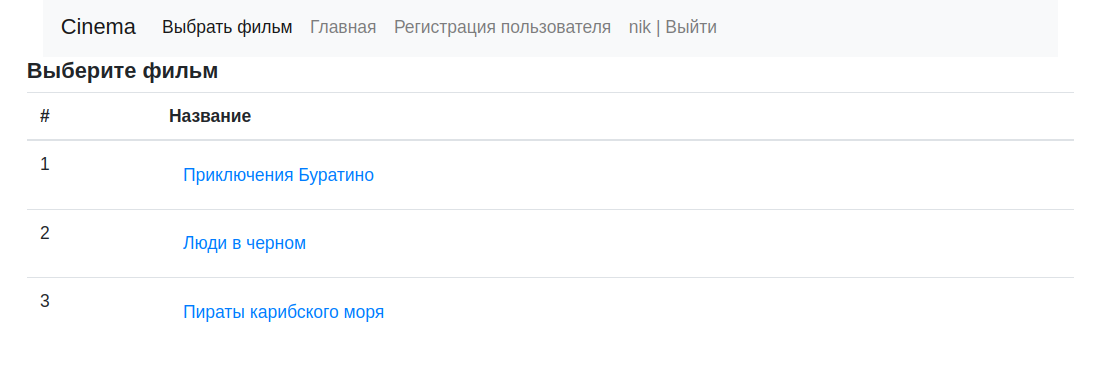 Cinema Выбрать фильм Главная Регистрация пользователя nik | Выйти
Выберите фильм
# Название
1 Приключения Буратино
2 Люди в черном
3 Пираты карибского моря